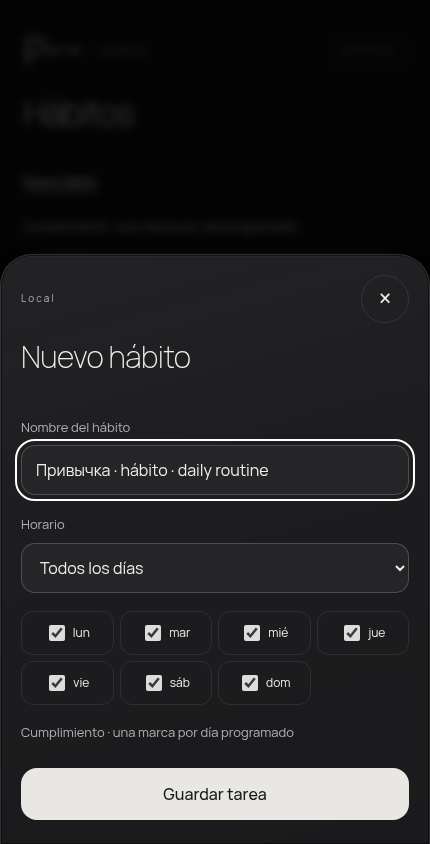 Hábitos
Local
×
Nuevo hábito
Nombre del hábito
Привычка · hábito · daily routine
Horario
Todos los días
lun mar mié jue
vie sáb dom
Cumplimiento · una marca por día programado
Guardar tarea